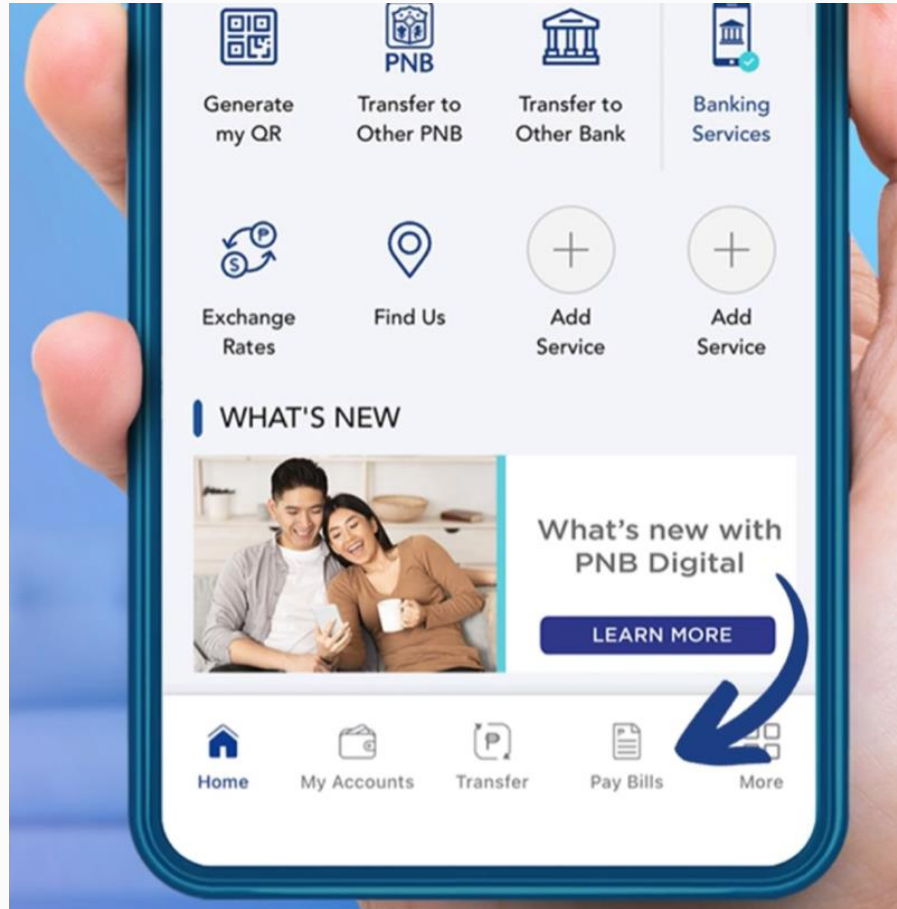 PNB
Generate
my QR
Transfer to
Other PNB
Transfer to
Other Bank
Banking
Services
Exchange
Rates
Find Us
Add
Service
Add
Service
WHAT'S NEW
What's new with
PNB Digital
LEARN MORE
Home
My Accounts
Transfer
Pay Bills
More